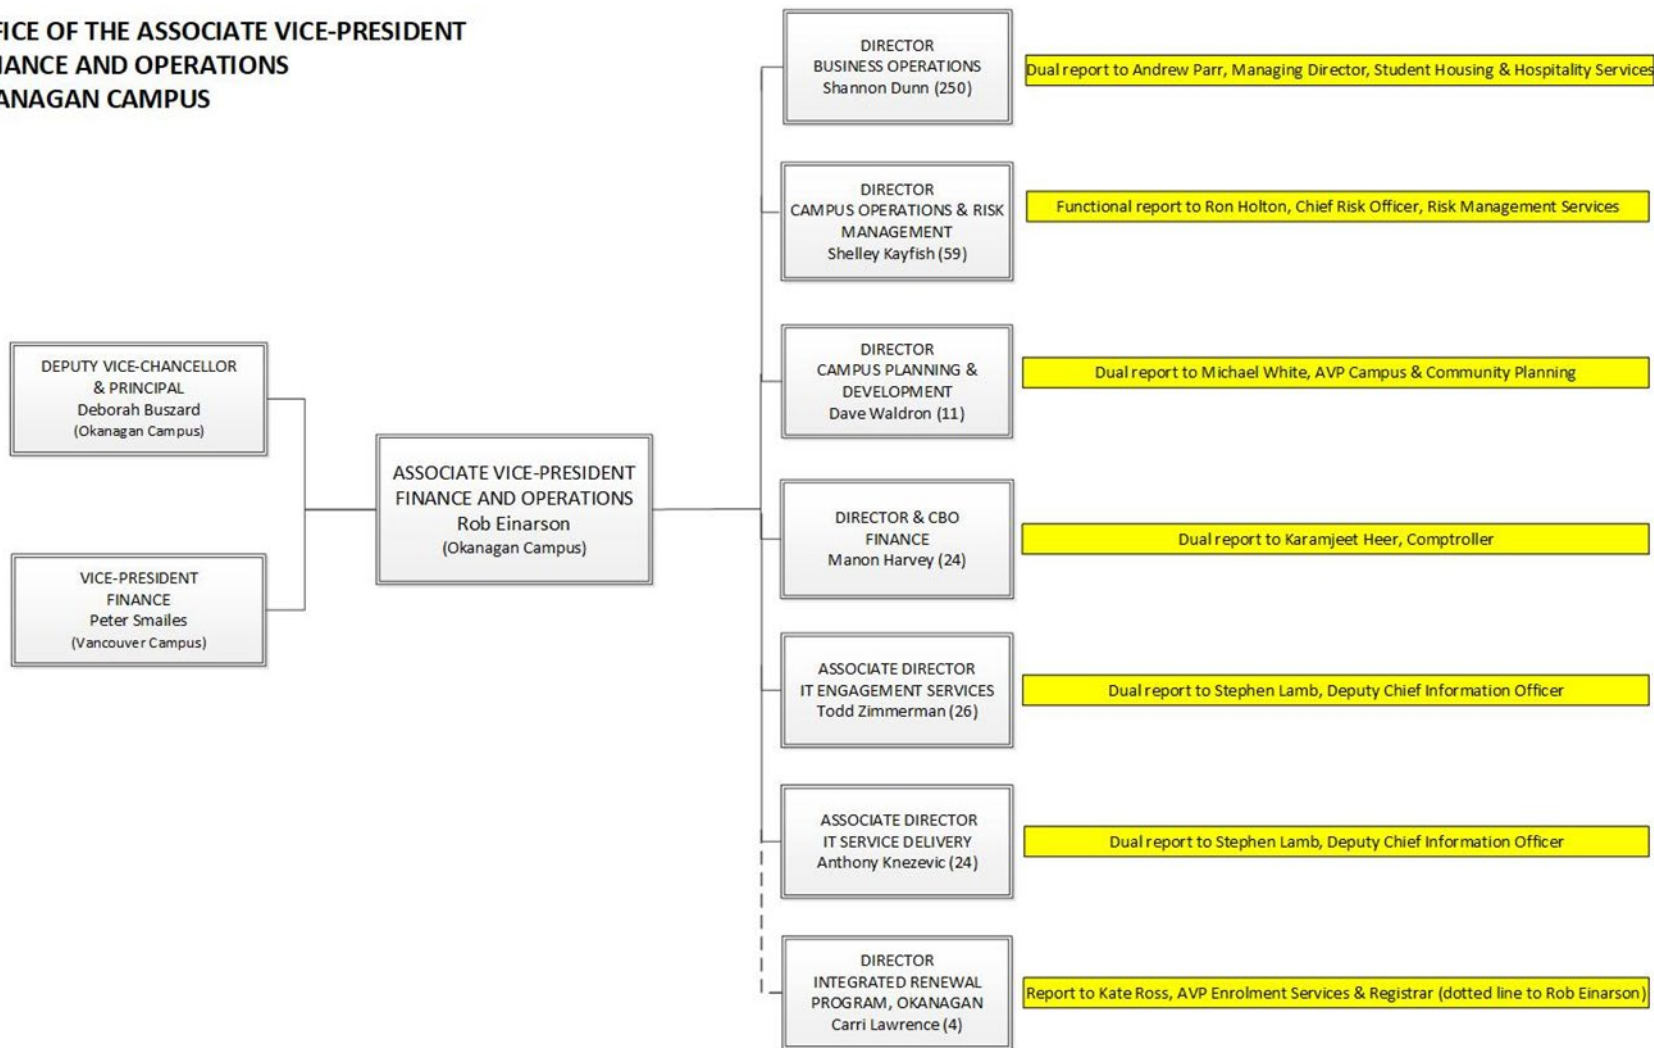 FICE OF THE ASSOCIATE VICE-PRESIDENT
ANCE AND OPERATIONS
ANAGAN CAMPUS
DEPUTY VICE-CHANCELLOR
& PRINCIPAL
Deborah Buszard
(Okanagan Campus)
VICE-PRESIDENT
FINANCE
Peter Smailes
(Vancouver Campus)
ASSOCIATE VICE-PRESIDENT
FINANCE AND OPERATIONS
Rob Einarson
(Okanagan Campus)
DIRECTOR
BUSINESS OPERATIONS
Shannon Dunn (250)
Dual report to Andrew Parr, Managing Director, Student Housing & Hospitality Services
DIRECTOR
CAMPUS OPERATIONS & RISK
MANAGEMENT
Shelley Kayfish (59)
Functional report to Ron Holton, Chief Risk Officer, Risk Management Services
DIRECTOR
CAMPUS PLANNING &
DEVELOPMENT
Dave Waldron (11)
Dual report to Michael White, AVP Campus & Community Planning
DIRECTOR & CBO
FINANCE
Manon Harvey (24)
Dual report to Karamjeet Heer, Comptroller
ASSOCIATE DIRECTOR
IT ENGAGEMENT SERVICES
Todd Zimmerman (26)
Dual report to Stephen Lamb, Deputy Chief Information Officer
ASSOCIATE DIRECTOR
IT SERVICE DELIVERY
Anthony Knezevic (24)
Dual report to Stephen Lamb, Deputy Chief Information Officer
DIRECTOR
INTEGRATED RENEWAL
PROGRAM, OKANAGAN
Carri Lawrence (4)
Report to Kate Ross, AVP Enrolment Services & Registrar (dotted line to Rob Einarson)